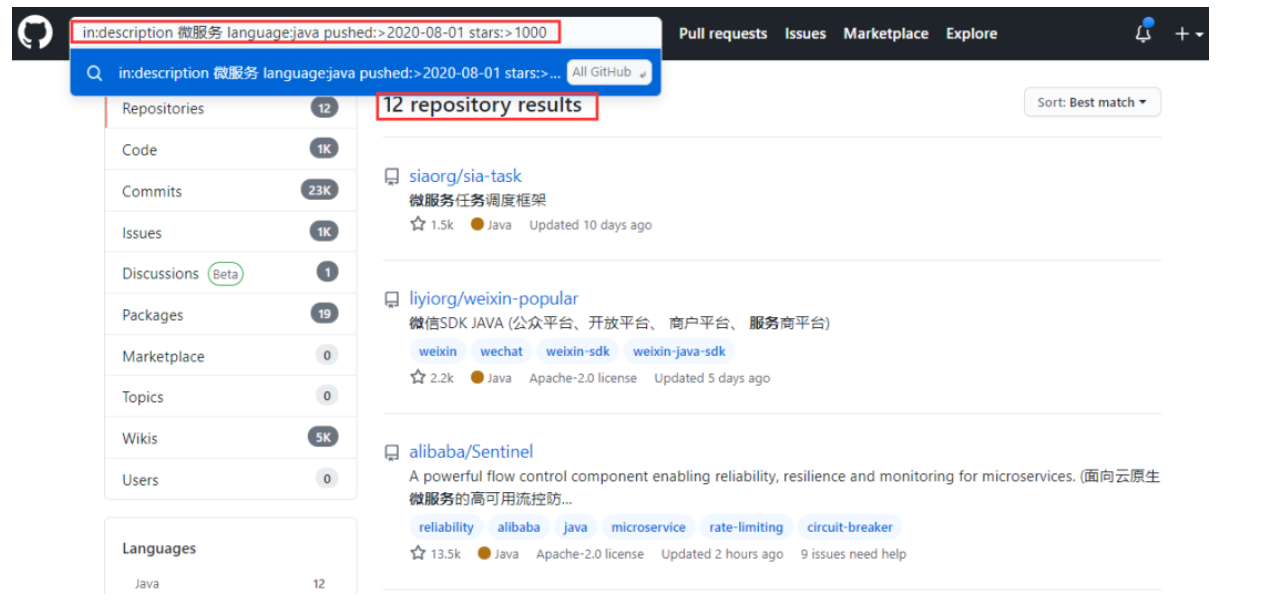 in:description 微服务 language:java pushed:>2020-08-01 stars:>1000
Pull requests Issues Marketplace Explore
in:description 微服务 language:java pushed:>2020-08-01 stars:>... All GitHub
Repositories 12
12 repository results
Sort: Best match
Code 1K
Commits 23K
Issues 1K
Discussions Beta 1
Packages 19
Marketplace 0
Topics 0
Wikis 5K
Users 0
Languages
Java 12
siaorg/sia-task
微服务任务调度框架
1.5k Java Updated 10 days ago
liyiorg/weixin-popular
微信SDK JAVA (公众平台、开放平台、 商户平台、 服务商平台)
weixin wechat weixin-sdk weixin-java-sdk
2.2k Java Apache-2.0 license Updated 5 days ago
alibaba/Sentinel
A powerful flow control component enabling reliability, resilience and monitoring for microservices. (面向云原生
微服务的高可用流控防...
reliability alibaba java microservice rate-limiting circuit-breaker
13.5k Java Apache-2.0 license Updated 2 hours ago 9 issues need help